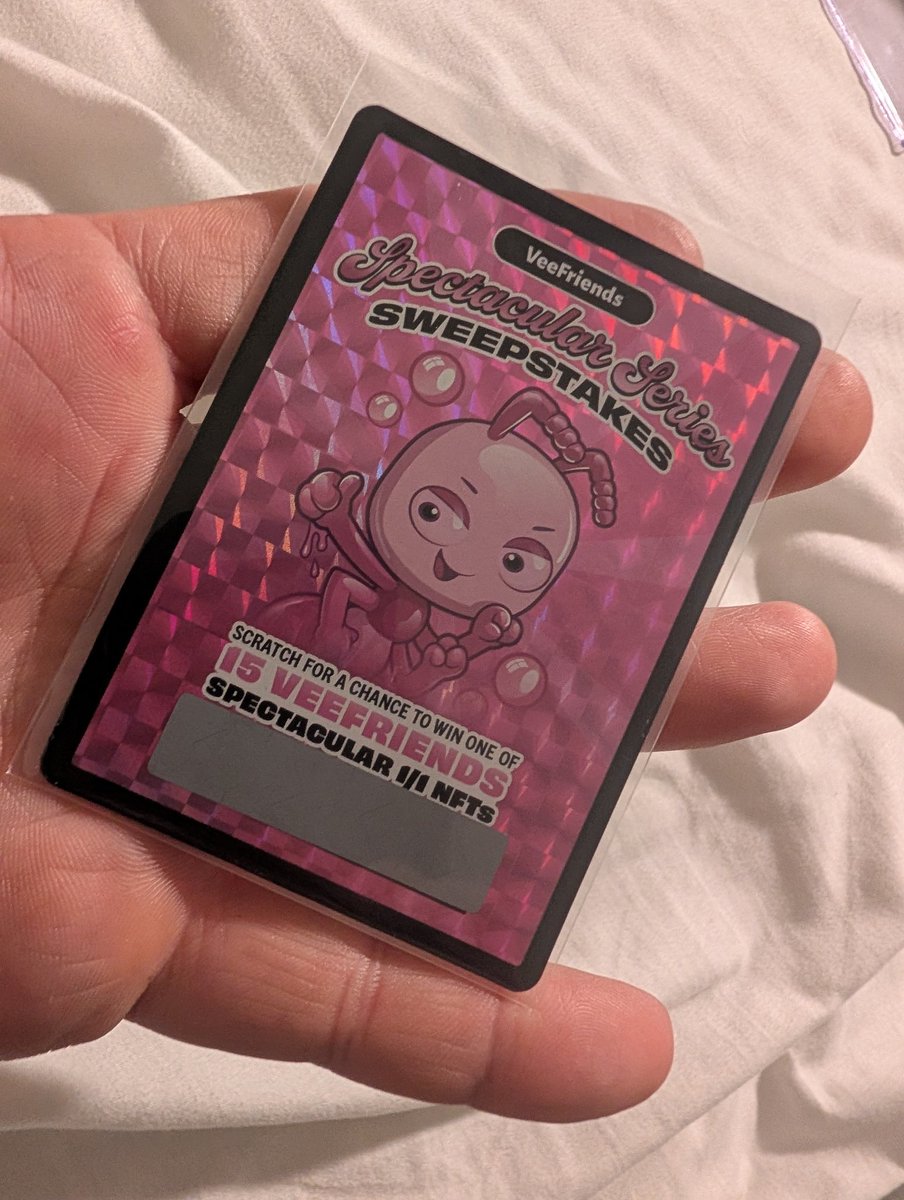 VeeFriends
Spectacular Series
SWEEPSTAKES
SCRATCH FOR A CHANCE TO WIN ONE OF
15 VEEFRIENDS
SPECTACULAR 1/1 NFTs